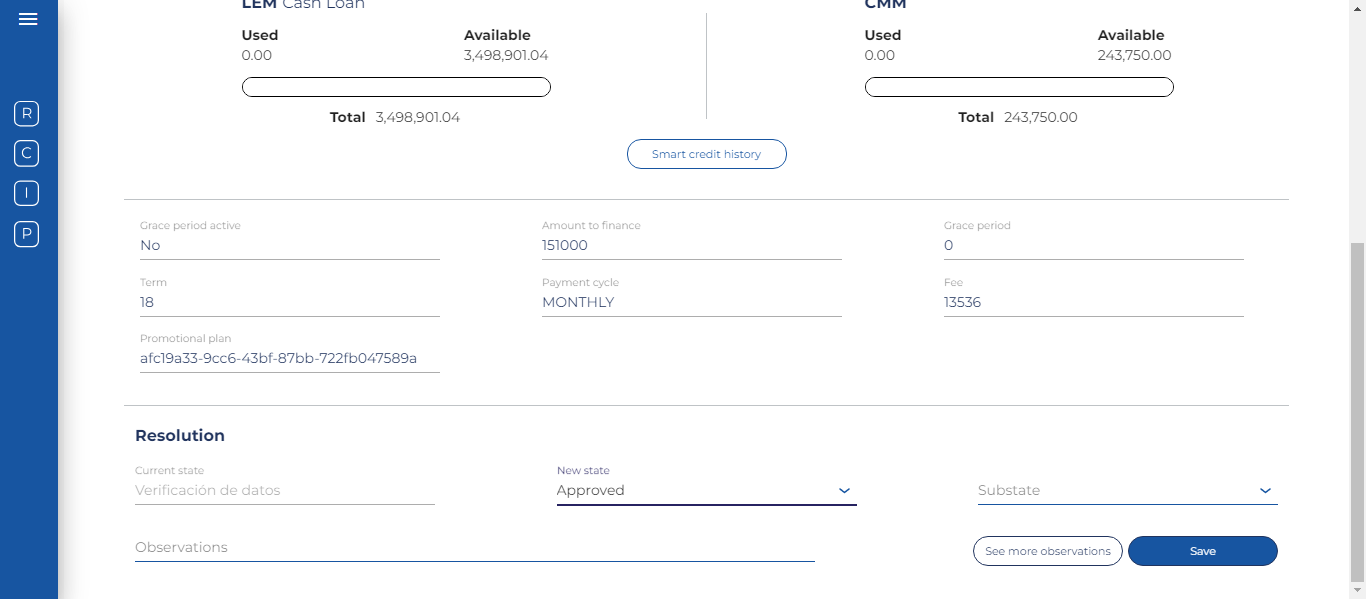 LEM Cash Loan
CMM
Used Available
0.00 3,498,901.04
Total 3,498,901.04
Used Available
0.00 243,750.00
Total 243,750.00
Smart credit history
R
C
I
P
Grace period active
No
Amount to finance
151000
Grace period
0
Term
18
Payment cycle
MONTHLY
Fee
13536
Promotional plan
afc19a33-9cc6-43bf-87bb-722fb047589a
Resolution
Current state
Verificación de datos
New state
Approved
Substate
Observations
See more observations
Save